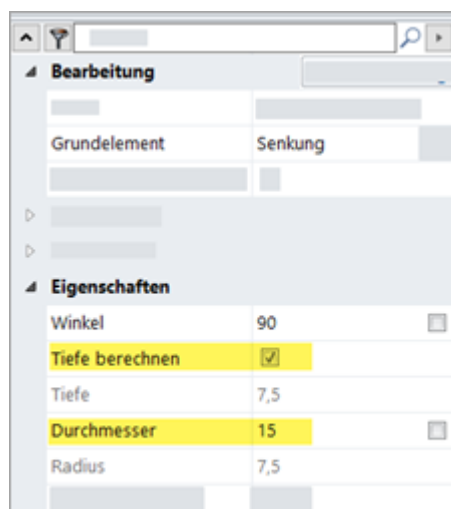 Bearbeitung
Grundelement Senkung
Eigenschaften
Winkel 90
Tiefe berechnen
Tiefe 7,5
Durchmesser 15
Radius 7,5